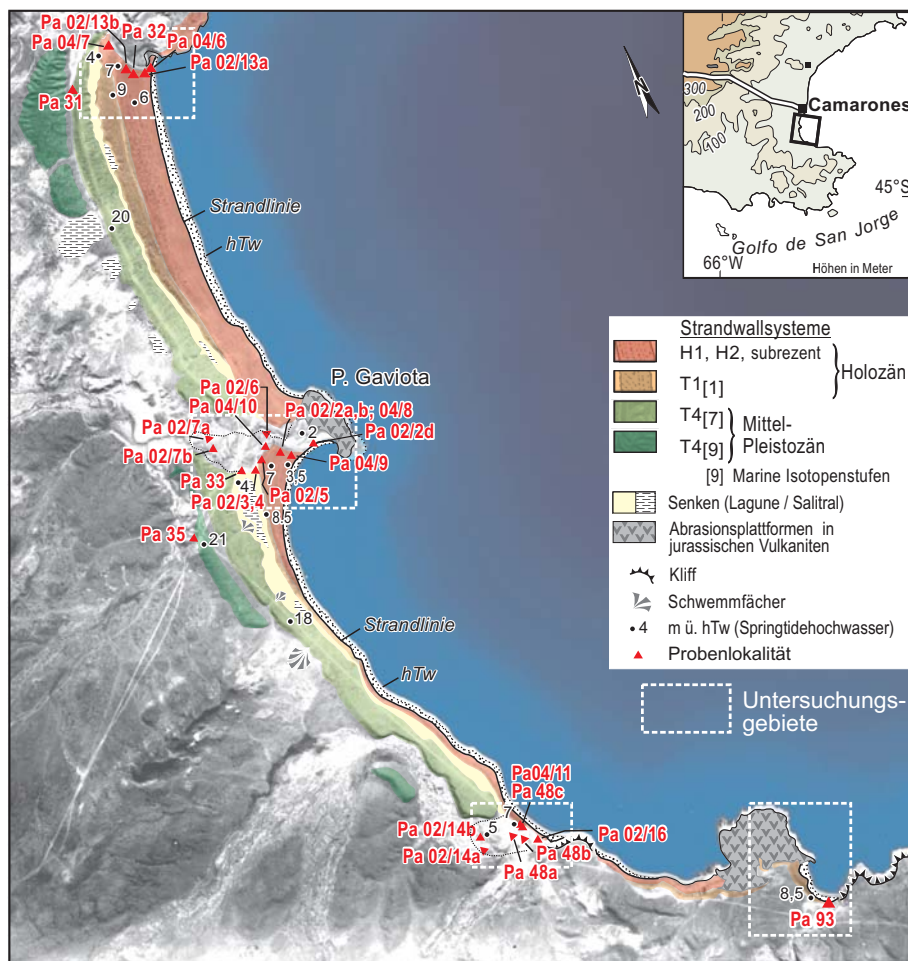 Pa 02/13b
Pa 32
Pa 04/7
Pa 04/6
Pa 02/13a
4
7
9
6
Pa 31
20
Strandlinie
hTw
P. Gaviota
Pa 02/6
Pa 04/10
Pa 02/2a,b; 04/8
Pa 02/7a
Pa 02/2d
2
Pa 02/7b
Pa 04/9
Pa 33
4
7
3,5
Pa 02/3,4
Pa 02/5
8.5
Pa 35
21
18
Strandlinie
hTw
Pa04/11
Pa 48c
7
Pa 02/14b
5
Pa 02/16
Pa 02/14a
Pa 48b
Pa 48a
8,5
Pa 93
300
200
100
Camarones
45°S
Golfo de San Jorge
66°W
Höhen in Meter
Strandwallsysteme
H1, H2, subrezent
T1[1]
Holozän
T4[7]
T4[9]
Mittel-
Pleistozän
[9] Marine Isotopenstufen
Senken (Lagune / Salitral)
Abrasionsplattformen in
jurassischen Vulkaniten
Kliff
Schwemmfächer
4 m ü. hTw (Springtidehochwasser)
Probenlokalität
Untersuchungs-
gebiete